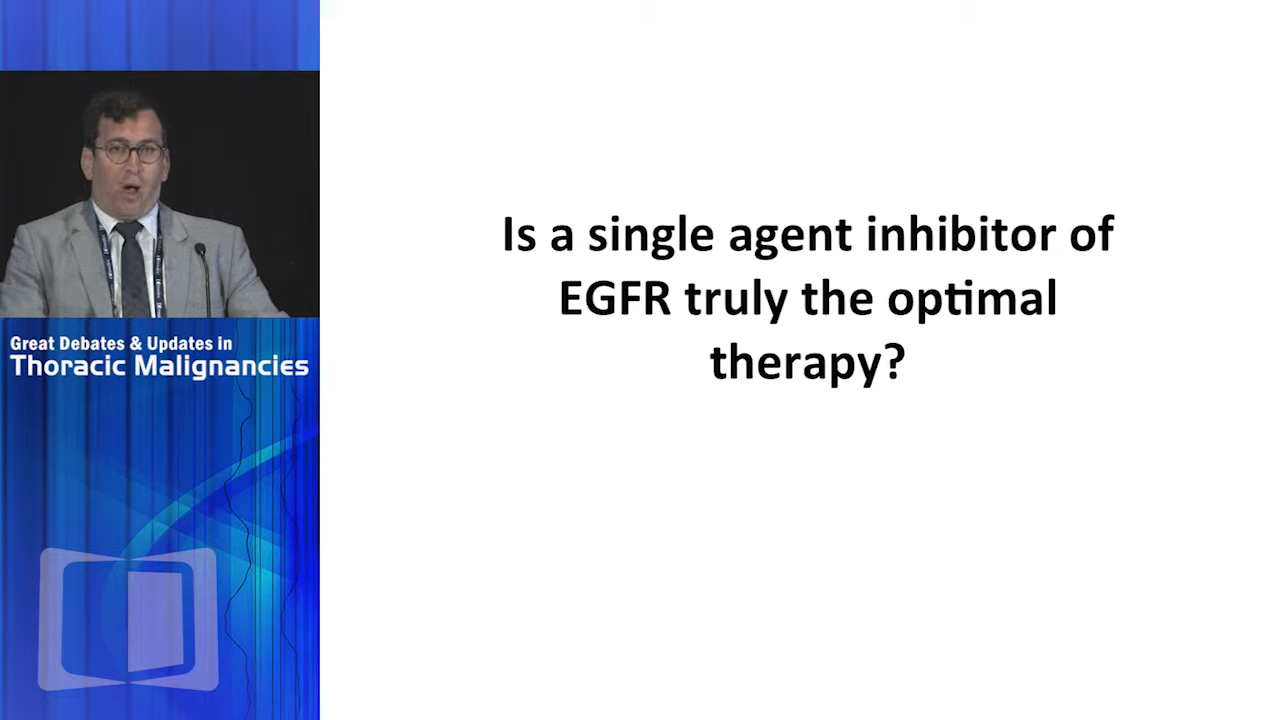 Great Debates & Updates in
Thoracic Malignancies
Is a single agent inhibitor of
EGFR truly the optimal
therapy?